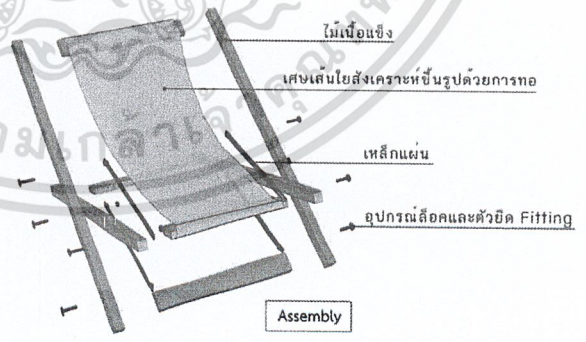 ไม้เนื้อแข็ง
เศษเส้นใยสังเคราะห์ขึ้นรูปด้วยการทอ
เหล็กแผ่น
อุปกรณ์ล็อคและตัวยึด Fitting
Assembly